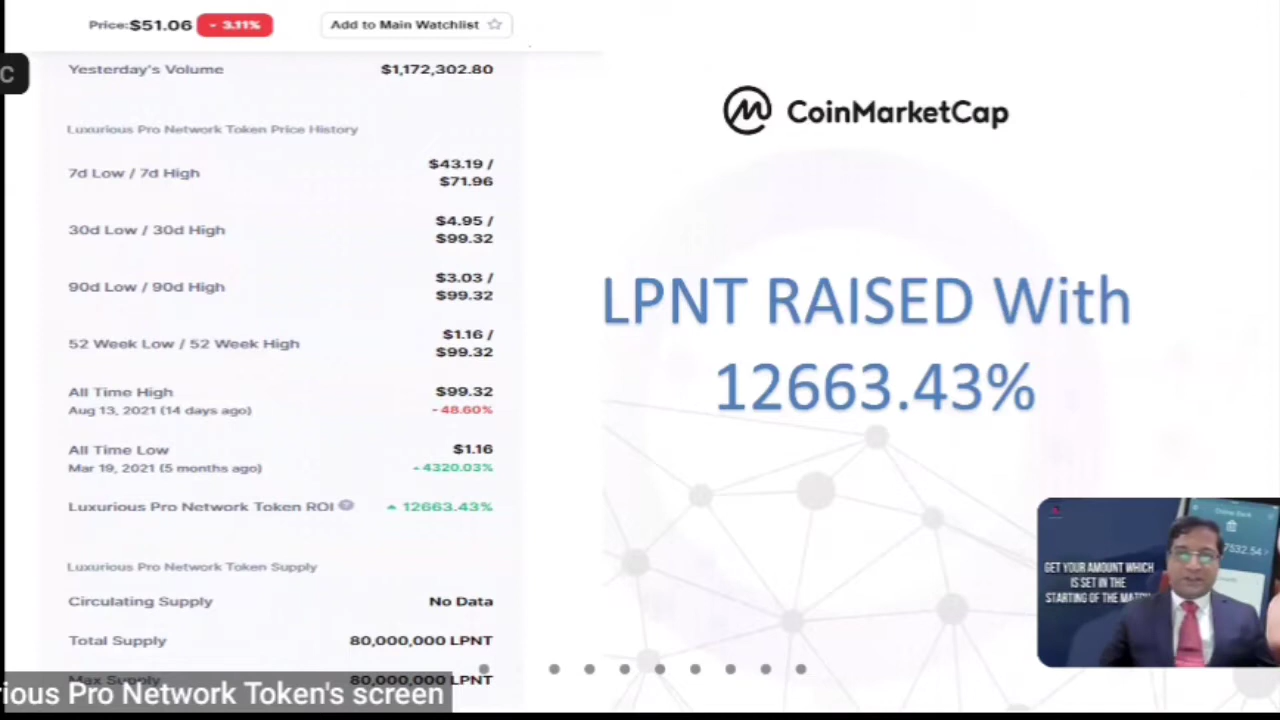 Price:$51.06 - 3.11% Add to Main Watchlist
C
Yesterday's Volume $1,172,302.80
Luxurious Pro Network Token Price History
7d Low / 7d High $43.19 /
$71.96
30d Low / 30d High $4.95 /
$99.32
90d Low / 90d High $3.03 /
$99.32
52 Week Low / 52 Week High $1.16 /
$99.32
All Time High $99.32
Aug 13, 2021 (14 days ago) - 48.60%
All Time Low $1.16
Mar 19, 2021 (5 months ago) - 4320.03%
Luxurious Pro Network Token ROI 12663.43%
Luxurious Pro Network Token Supply
Circulating Supply No Data
Total Supply 80,000,000 LPNT
Max Supply 80,000,000 LPNT
rious Pro Network Token's screen
CoinMarketCap
LPNT RAISED With
12663.43%
Online Bank
7532.54
GET YOUR AMOUNT WHICH
IS SET IN THE
STARTING OF THE